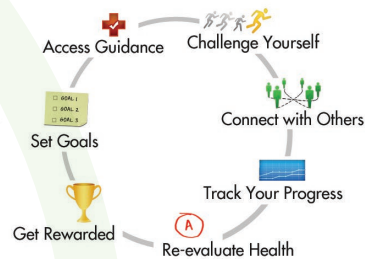 Access Guidance
Challenge Yourself
Connect with Others
Track Your Progress
A
Re-evaluate Health
Get Rewarded
Set Goals
GOAL 1
GOAL 2
GOAL 3